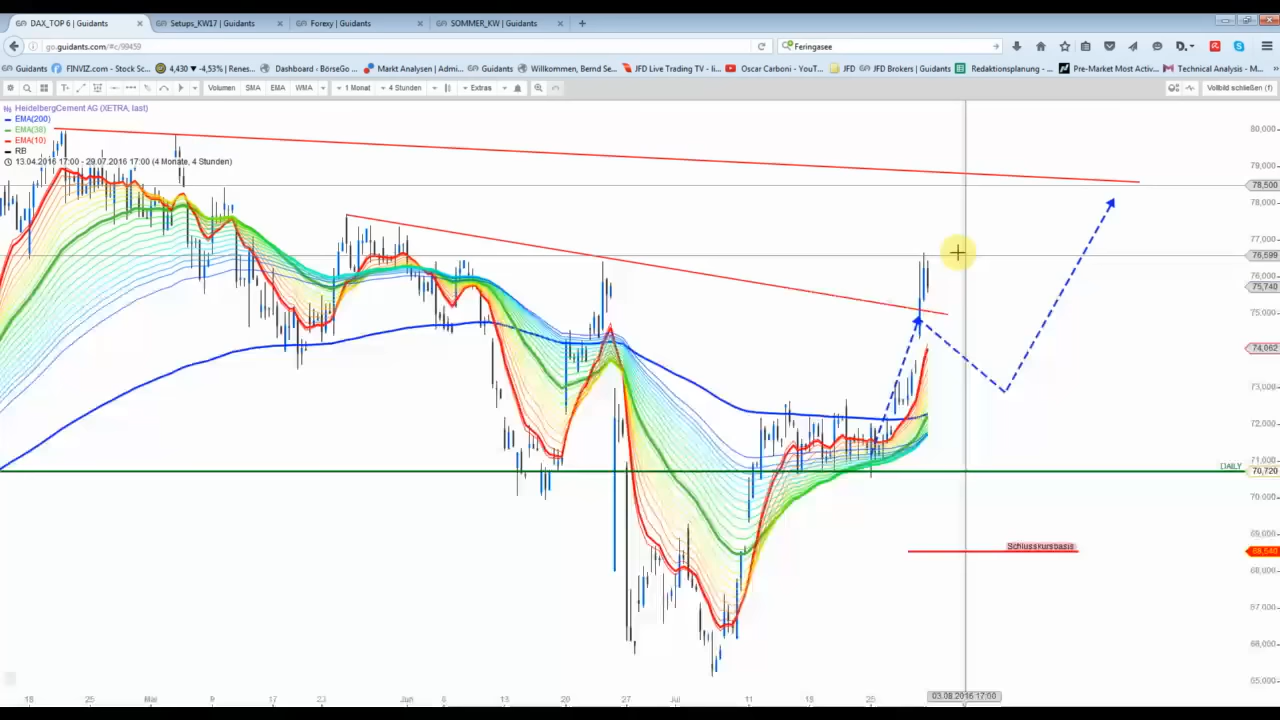 DAX_TOP 6 | Guidants
Setups_KW17 | Guidants
Forexy | Guidants
SOMMER_KW | Guidants
go.guidants.com/#c/99459
Feringasee
Guidants
FINVIZ.com - Stock Sc...
4,430 ▾ -4,53% | Renes...
Dashboard ‹ BörseGo ...
Markt Analysen | Admi...
Guidants
Willkommen, Bernd Se...
JFD Live Trading TV - li...
Oscar Carboni - YouT...
JFD
JFD Brokers | Guidants
Redaktionsplanung - ...
Pre-Market Most Activ...
Technical Analysis - M...
Volumen
SMA
EMA
WMA
1 Monat
4 Stunden
Extras
Vollbild schließen (f)
HeidelbergCement AG (XETRA, last)
EMA(200)
EMA(38)
EMA(10)
RB
13.04.2016 17:00 - 29.07.2016 17:00 (4 Monate, 4 Stunden)
80,000
79,000
78,500
78,000
77,000
76,599
76,000
75,740
75,000
74,062
73,000
72,000
71,000
DAILY
70,720
70,000
69,000
Schlusskursbasis
68,540
68,000
67,000
66,000
65,000
18
25
Mai
9
17
23
Jun
6
13
20
27
Jul
11
18
25
03.08.2016 17:00